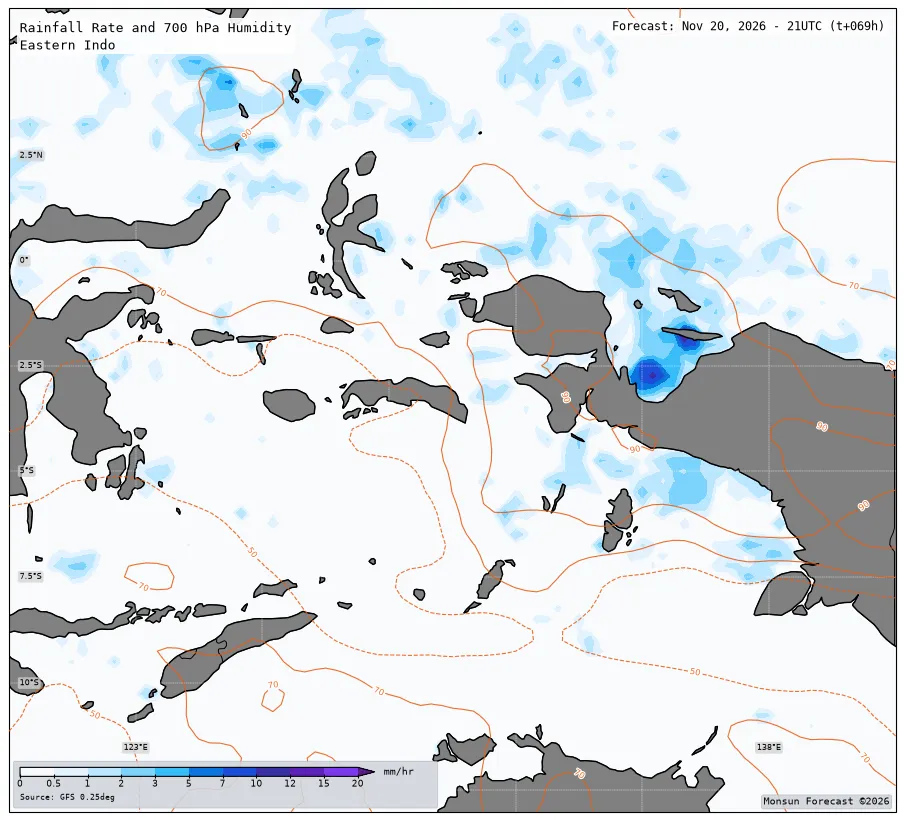 Rainfall Rate and 700 hPa Humidity
Eastern Indo
Forecast: Nov 20, 2026 - 21UTC (t+069h)
90
2.5°N
0°
70
70
2.5°S
70
90
90
90
5°S
90
50
7.5°S
70
50
10°S
70
70
50
123°E
138°E
70
70
mm/hr
0 0.5 1 2 3 5 7 10 12 15 20
Source: GFS 0.25deg
Monsun Forecast ©2026